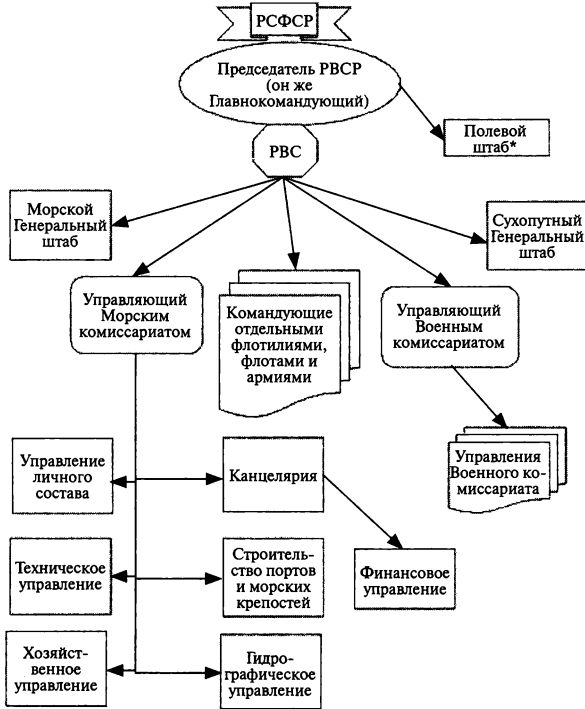 РСФСР
Председатель РВСР
(он же
Главнокомандующий)
Полевой
штаб*
РВС
Морской
Генеральный
штаб
Сухопутный
Генеральный
штаб
Управляющий
Морским
комиссариатом
Командующие
отдельными
флотилиями,
флотами и
армиями
Управляющий
Военным
комиссариатом
Управление
личного
состава
Канцелярия
Управления
Военного ко-
миссариата
Техническое
управление
Строитель-
ство портов
и морских
крепостей
Финансовое
управление
Хозяйст-
венное
управление
Гидро-
графическое
управление